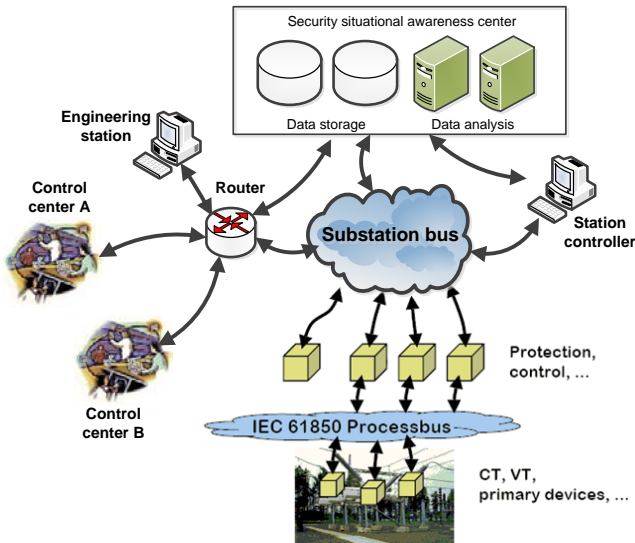 Security situational awareness center
Data storage
Data analysis
Engineering
station
Router
Control
center A
Station
controller
Substation bus
Control
center B
Protection,
control, ...
IEC 61850 Processbus
CT, VT,
primary devices, ...